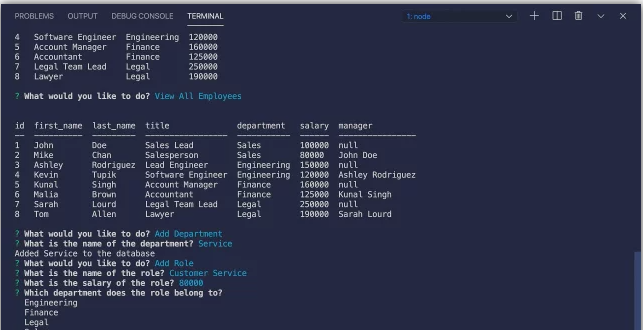 PROBLEMS OUTPUT DEBUG CONSOLE TERMINAL 1: node
4 Software Engineer Engineering 120000
5 Account Manager Finance 160000
6 Accountant Finance 125000
7 Legal Team Lead Legal 250000
8 Lawyer Legal 190000
? What would you like to do? View All Employees
id first_name last_name title department salary manager
-- ---------- --------- ----------------- ----------- ------ ----------------
1 John Doe Sales Lead Sales 100000 null
2 Mike Chan Salesperson Sales 80000 John Doe
3 Ashley Rodriguez Lead Engineer Engineering 150000 null
4 Kevin Tupik Software Engineer Engineering 120000 Ashley Rodriguez
5 Kunal Singh Account Manager Finance 160000 null
6 Malia Brown Accountant Finance 125000 Kunal Singh
7 Sarah Lourd Legal Team Lead Legal 250000 null
8 Tom Allen Lawyer Legal 190000 Sarah Lourd
? What would you like to do? Add Department
? What is the name of the department? Service
Added Service to the database
? What would you like to do? Add Role
? What is the name of the role? Customer Service
? What is the salary of the role? 80000
? Which department does the role belong to?
Engineering
Finance
Legal